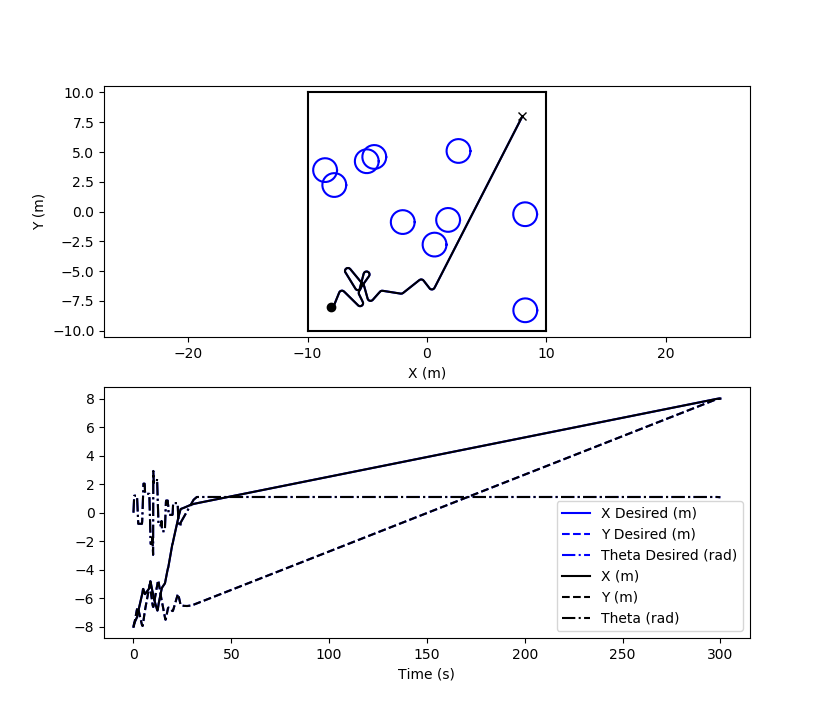 10.0
7.5
5.0
2.5
0.0
−2.5
−5.0
−7.5
−10.0
Y (m)
−20 −10 0 10 20
X (m)
8
6
4
2
0
−2
−4
−6
−8
X Desired (m)
Y Desired (m)
Theta Desired (rad)
X (m)
Y (m)
Theta (rad)
0 50 100 150 200 250 300
Time (s)